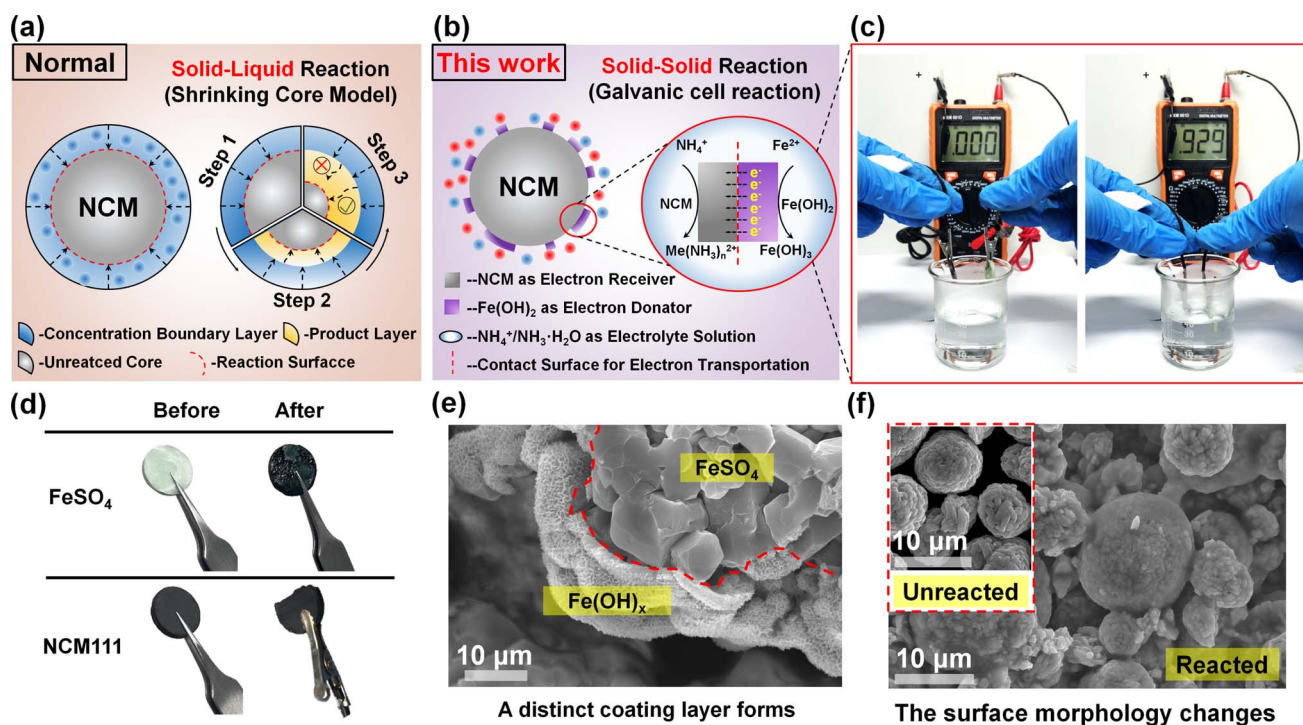 (a)
Normal
Solid-Liquid Reaction
(Shrinking Core Model)
NCM
Step 1
Step 3
Step 2
-Concentration Boundary Layer
-Product Layer
-Unreatced Core
-Reaction Surfacce
(b)
This work
Solid-Solid Reaction
(Galvanic cell reaction)
NCM
NH₄⁺
Fe²⁺
NCM
e⁻
e⁻
e⁻
e⁻
e⁻
e⁻
Fe(OH)₂
Me(NH₃)ₙ²⁺
Fe(OH)₃
--NCM as Electron Receiver
--Fe(OH)₂ as Electron Donator
--NH₄⁺/NH₃·H₂O as Electrolyte Solution
--Contact Surface for Electron Transportation
(c)
+
1.000
+
.929
(d)
Before After
FeSO₄
NCM111
(e)
FeSO₄
Fe(OH)ₓ
10 μm
A distinct coating layer forms
(f)
10 μm
Unreacted
10 μm
Reacted
The surface morphology changes